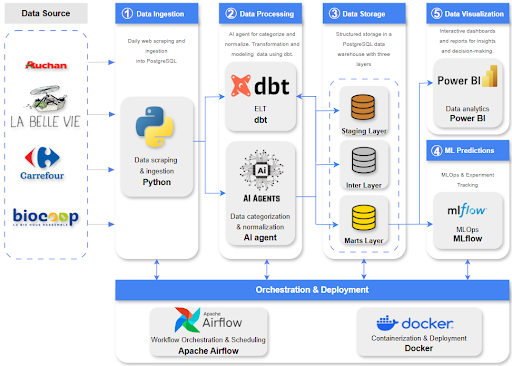 Data Source
Auchan
LA BELLE VIE
Carrefour
biocoop
LA BIO NOUS RASSEMBLE
1 Data Ingestion
Daily web scraping and
ingestion
into PostgreSQL
Data scraping
& ingestion
Python
2 Data Processing
AI agent for categorize and
normalize. Transformation and
modeling data using dbt.
dbt
ELT
dbt
Ai
AI AGENTS
Data categorization
& normalization
AI agent
3 Data Storage
Structured storage in a
PostgreSQL data
warehouse with three
layers
Staging Layer
Inter Layer
Marts Layer
5 Data Visualization
Interactive dashboards and
reports for insights
and decision-making.
Power BI
Data analytics
Power BI
4 ML Predictions
MLOps & Experiment
Tracking
mlflow
MLOps
MLflow
Orchestration & Deployment
Apache
Airflow
Workflow Orchestration & Scheduling
Apache Airflow
docker
Containerization & Deployment
Docker